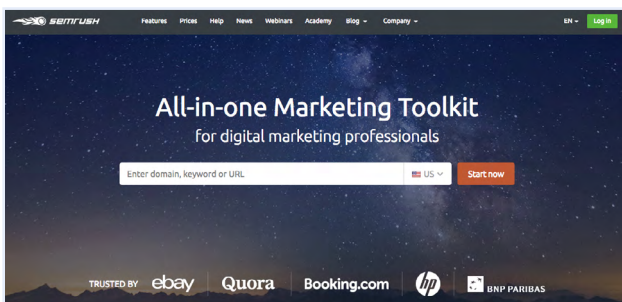 semrush Features Prices Help News Webinars Academy Blog Company EN Log in
All-in-one Marketing Toolkit
for digital marketing professionals
Enter domain, keyword or URL US Start now
TRUSTED BY ebay Quora Booking.com hp BNP PARIBAS